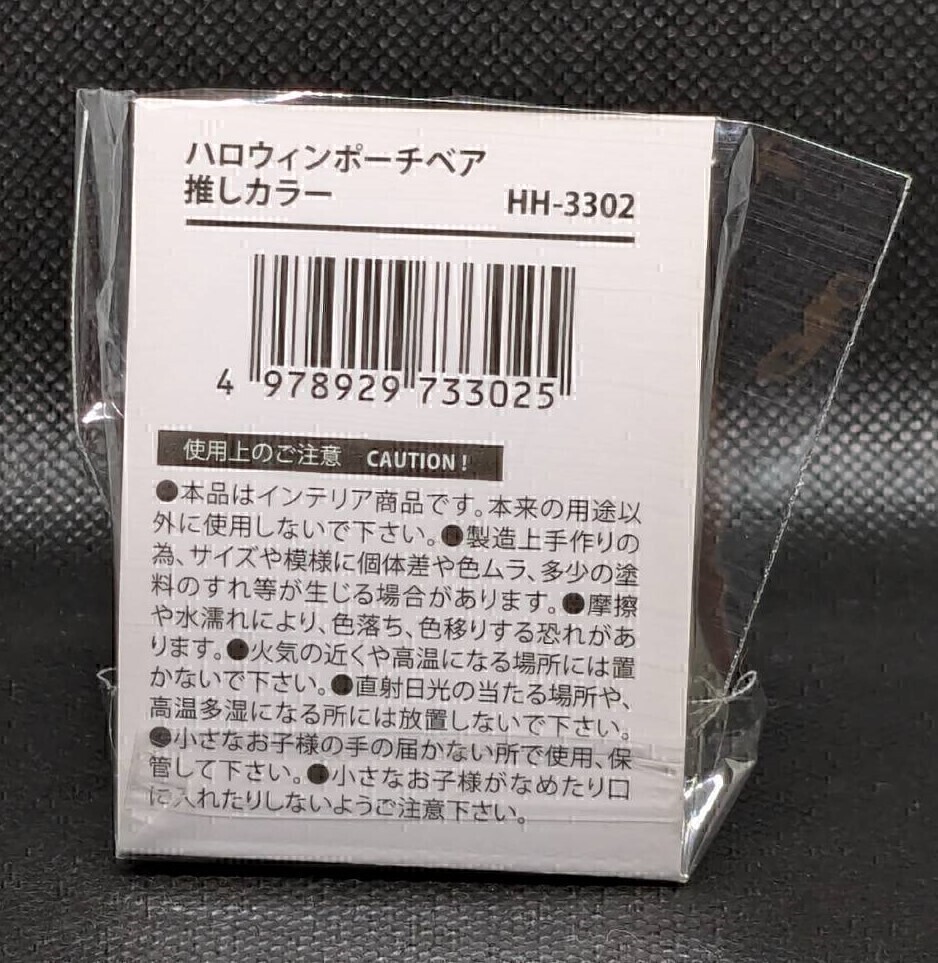 ハロウィンポーチベア
推しカラー HH-3302
4 978929 733025
使用上のご注意 CAUTION!
●本品はインテリア商品です。本来の用途以
外に使用しないで下さい。●製造上手作りの
為、サイズや模様に個体差や色ムラ、多少の塗
料のすれ等が生じる場合があります。●摩擦
や水濡れにより、色落ち、色移りする恐れがあ
ります。●火気の近くや高温になる場所には置
かないで下さい。●直射日光の当たる場所や、
高温多湿になる所には放置しないで下さい。
●小さなお子様の手の届かない所で使用、保
管して下さい。●小さなお子様がなめたり口
に入れたりしないようご注意下さい。